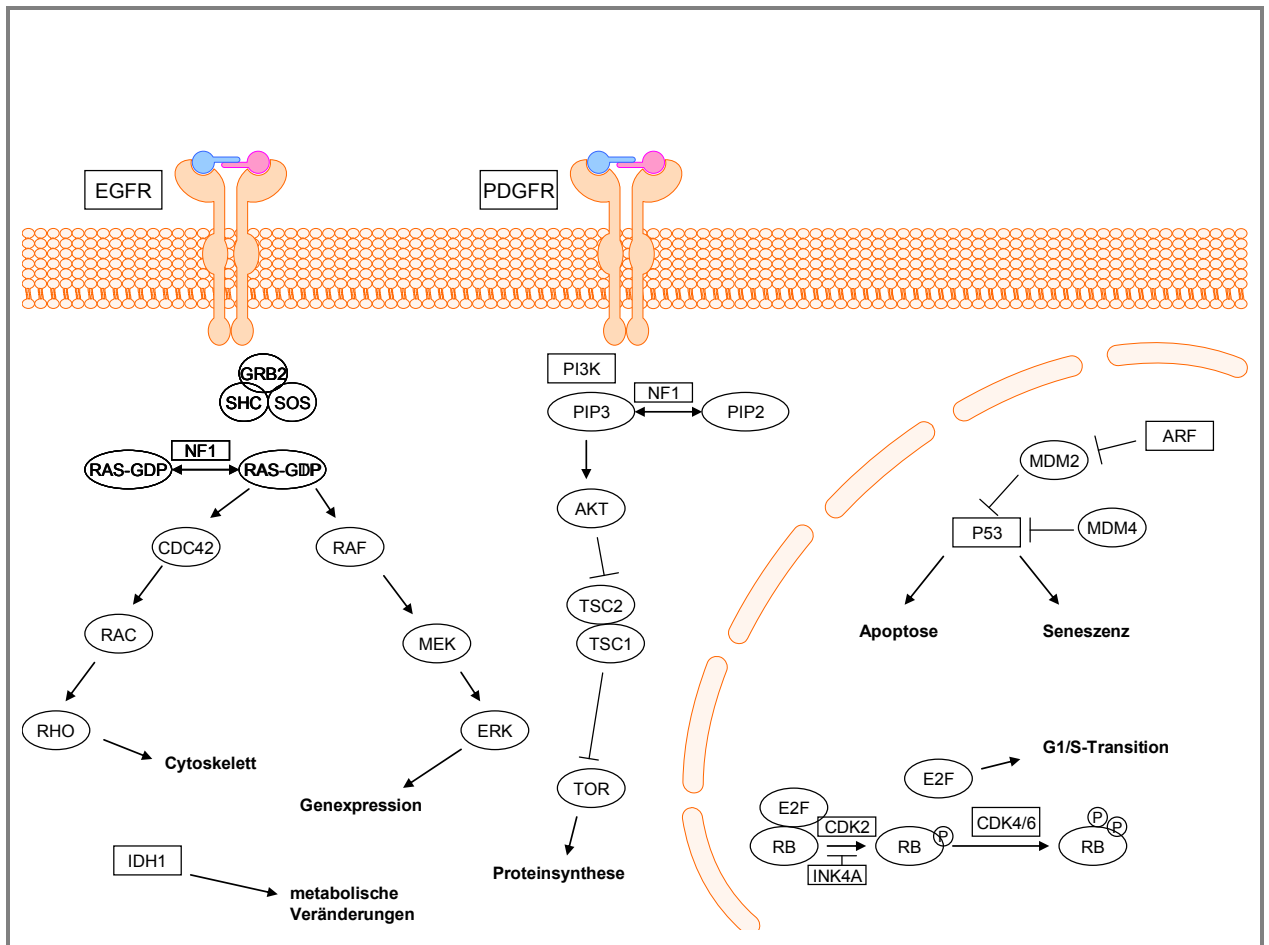 EGFR
PDGFR
GRB2
SHC
SOS
NF1
RAS-GDP
PI3K
NF1
PIP3
PIP2
ARF
MDM2
AKT
P53
MDM4
CDC42
RAF
TSC2
TSC1
Apoptose
Seneszenz
RAC
MEK
RHO
ERK
Cytoskelett
Genexpression
TOR
G1/S-Transition
E2F
E2F
CDK2
CDK4/6
RB
RB
P
RB
P
P
INK4A
IDH1
Proteinsynthese
metabolische
Veränderungen